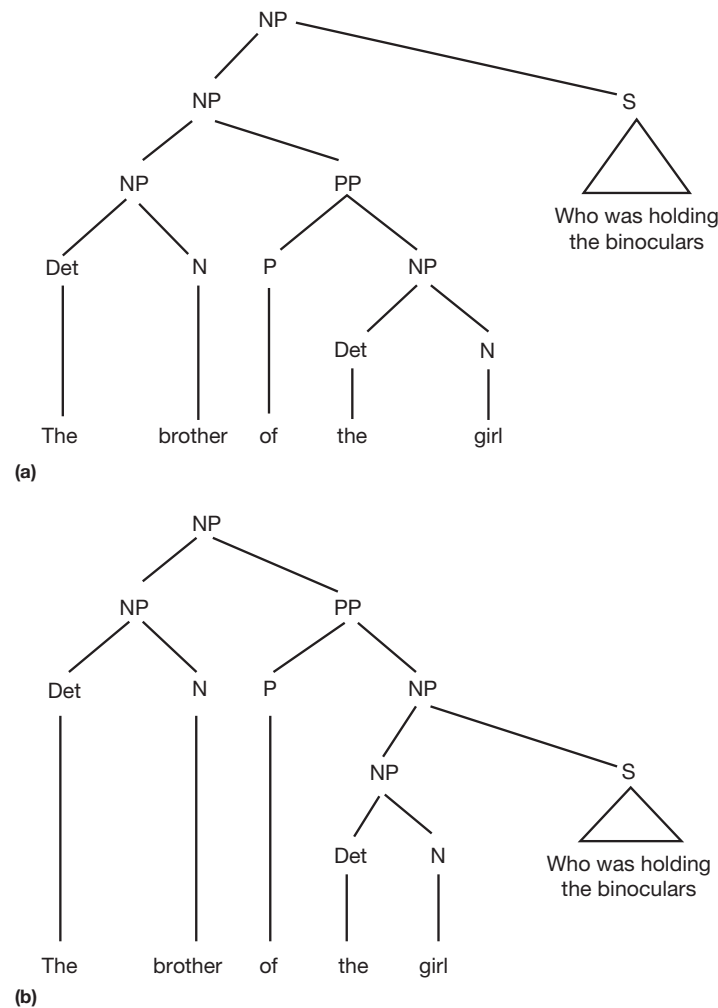 NP
NP S
NP PP
Who was holding
the binoculars
Det N P NP
Det N
The brother of the girl
(a)
NP
NP PP
Det N P NP
NP S
Det N
Who was holding
the binoculars
The brother of the girl
(b)